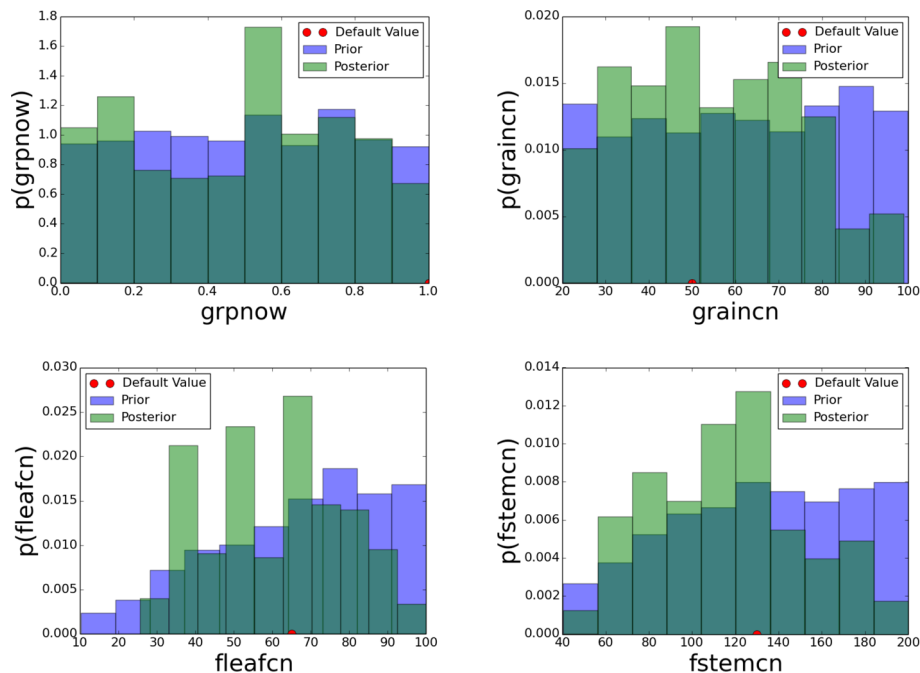 1.8
1.6
1.4
1.2
1.0
0.8
0.6
0.4
0.2
0.0
p(grpnow)
Default Value
Prior
Posterior
0.0 0.2 0.4 0.6 0.8 1.0
grpnow
0.020
0.015
0.010
0.005
0.000
p(graincn)
Default Value
Prior
Posterior
20 30 40 50 60 70 80 90 100
graincn
0.030
0.025
0.020
0.015
0.010
0.005
0.000
p(fleafcn)
Default Value
Prior
Posterior
10 20 30 40 50 60 70 80 90 100
fleafcn
0.014
0.012
0.010
0.008
0.006
0.004
0.002
0.000
p(fstemcn)
Default Value
Prior
Posterior
40 60 80 100 120 140 160 180 200
fstemcn